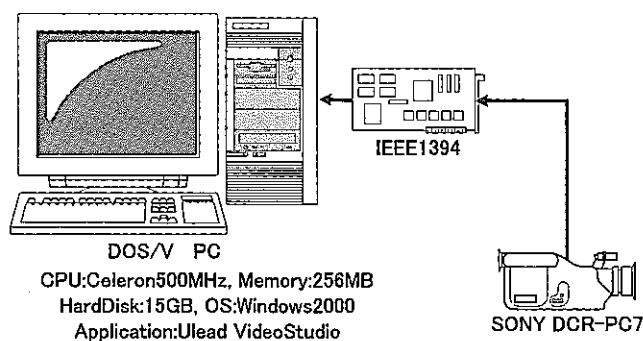 IEEE1394
DOS/V PC
CPU:Celeron500MHz, Memory:256MB
HardDisk:15GB, OS:Windows2000
Application:Ulead VideoStudio
SONY DCR-PC7